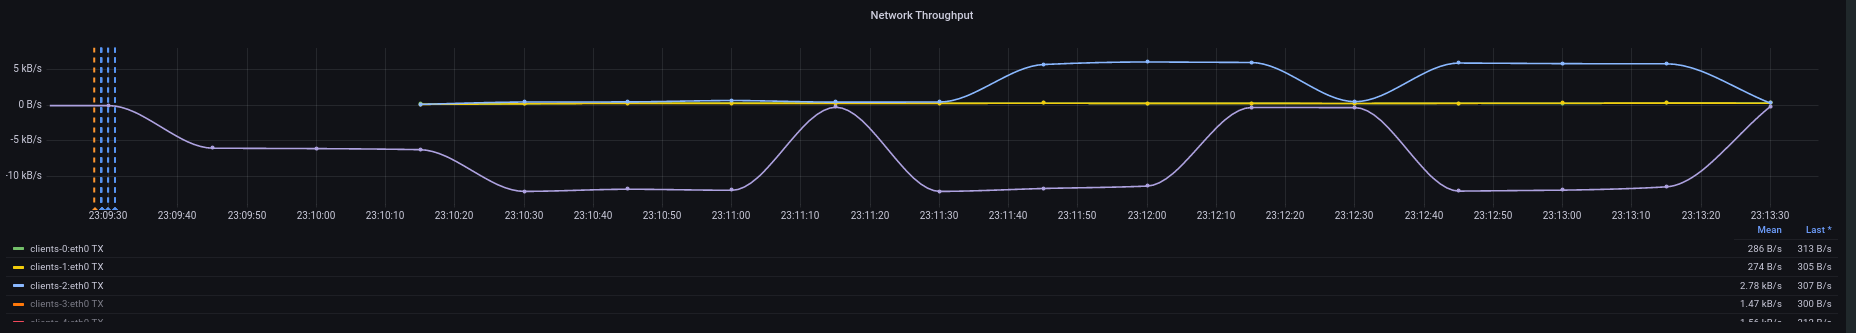 Network Throughput
5 kB/s
0 B/s
-5 kB/s
-10 kB/s
23:09:30 23:09:40 23:09:50 23:10:00 23:10:10 23:10:20 23:10:30 23:10:40 23:10:50 23:11:00 23:11:10 23:11:20 23:11:30 23:11:40 23:11:50 23:12:00 23:12:10 23:12:20 23:12:30 23:12:40 23:12:50 23:13:00 23:13:10 23:13:20 23:13:30
Mean Last *
clients-0:eth0 TX 286 B/s 313 B/s
clients-1:eth0 TX 274 B/s 305 B/s
clients-2:eth0 TX 2.78 kB/s 307 B/s
clients-3:eth0 TX 1.47 kB/s 300 B/s